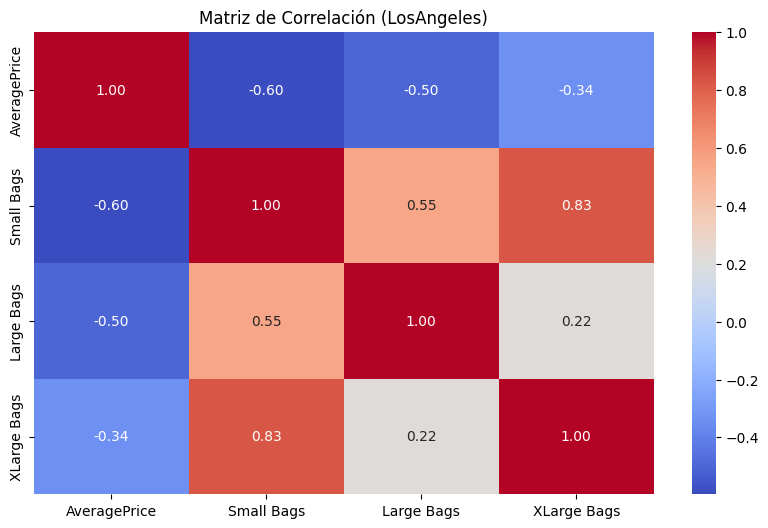 Matriz de Correlación (LosAngeles)
AveragePrice 1.00 -0.60 -0.50 -0.34
Small Bags -0.60 1.00 0.55 0.83
Large Bags -0.50 0.55 1.00 0.22
XLarge Bags -0.34 0.83 0.22 1.00
AveragePrice Small Bags Large Bags XLarge Bags
1.0
0.8
0.6
0.4
0.2
0.0
−0.2
−0.4